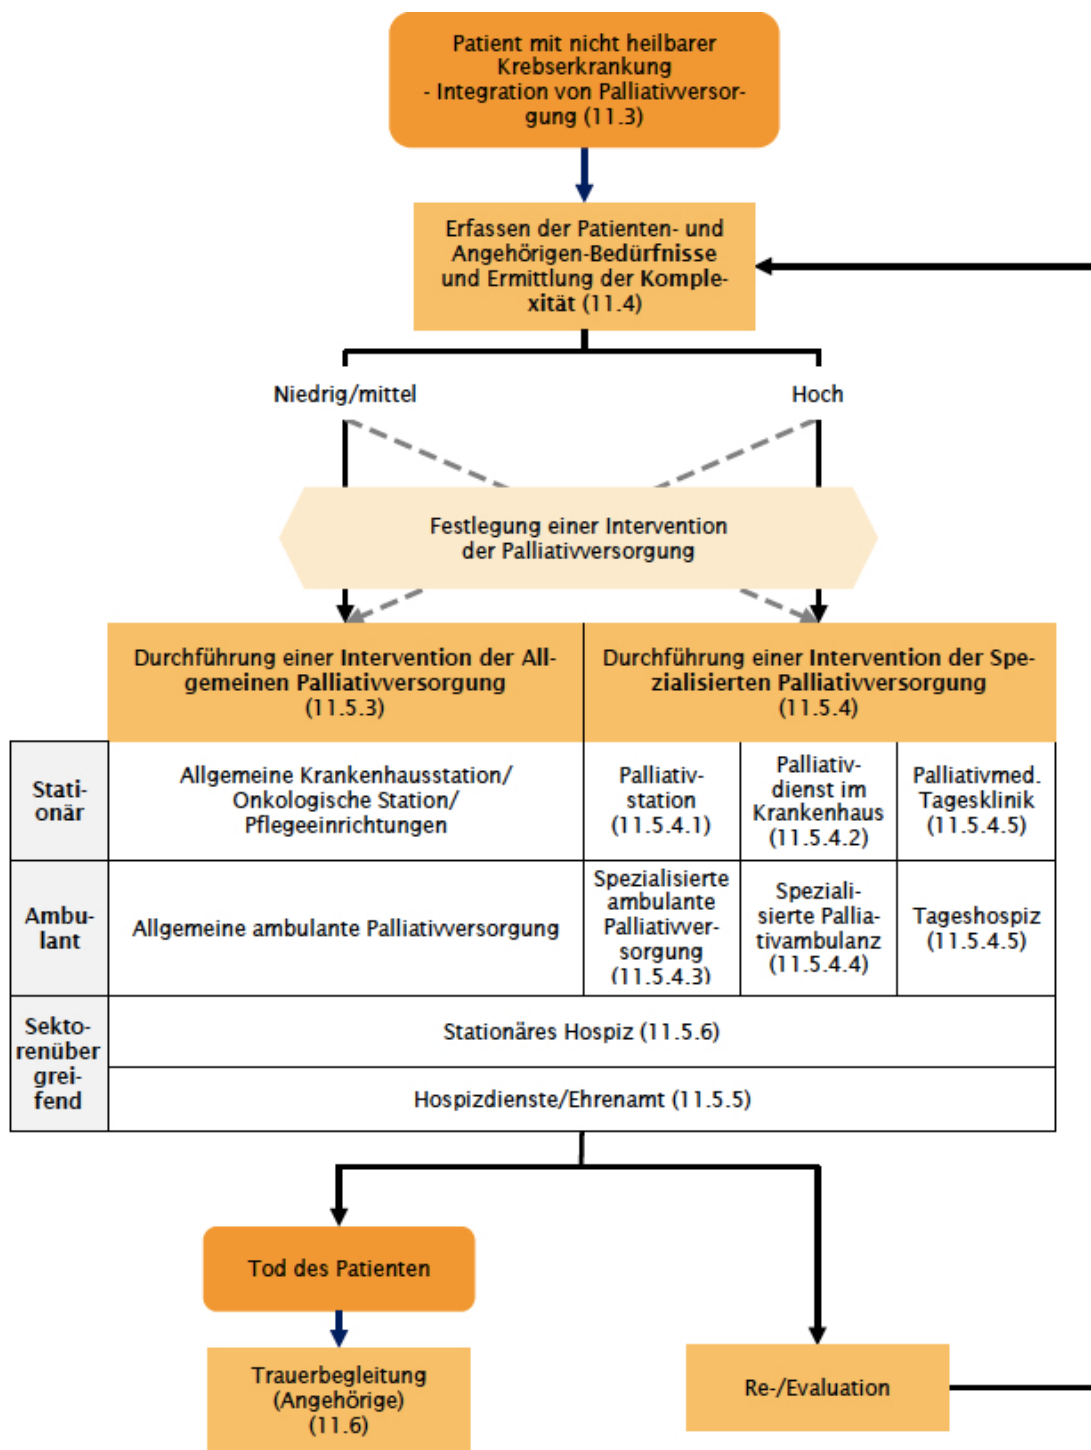 Patient mit nicht heilbarer
Krebserkrankung
- Integration von Palliativversor-
gung (11.3)
Erfassen der Patienten- und
Angehörigen-Bedürfnisse
und Ermittlung der Komple-
xität (11.4)
Niedrig/mittel
Hoch
Festlegung einer Intervention
der Palliativversorgung
Durchführung einer Intervention der All-
gemeinen Palliativversorgung
(11.5.3)
Durchführung einer Intervention der Spe-
zialisierten Palliativversorgung
(11.5.4)
Stati-
onär
Allgemeine Krankenhausstation/
Onkologische Station/
Pflegeeinrichtungen
Palliativ-
station
(11.5.4.1)
Palliativ-
dienst im
Krankenhaus
(11.5.4.2)
Palliativmed.
Tagesklinik
(11.5.4.5)
Ambu-
lant
Allgemeine ambulante Palliativversorgung
Spezialisierte
ambulante
Palliativver-
sorgung
(11.5.4.3)
Speziali-
sierte Pallia-
tivambulanz
(11.5.4.4)
Tageshospiz
(11.5.4.5)
Sekto-
renüber
grei-
fend
Stationäres Hospiz (11.5.6)
Hospizdienste/Ehrenamt (11.5.5)
Tod des Patienten
Trauerbegleitung
(Angehörige)
(11.6)
Re-/Evaluation